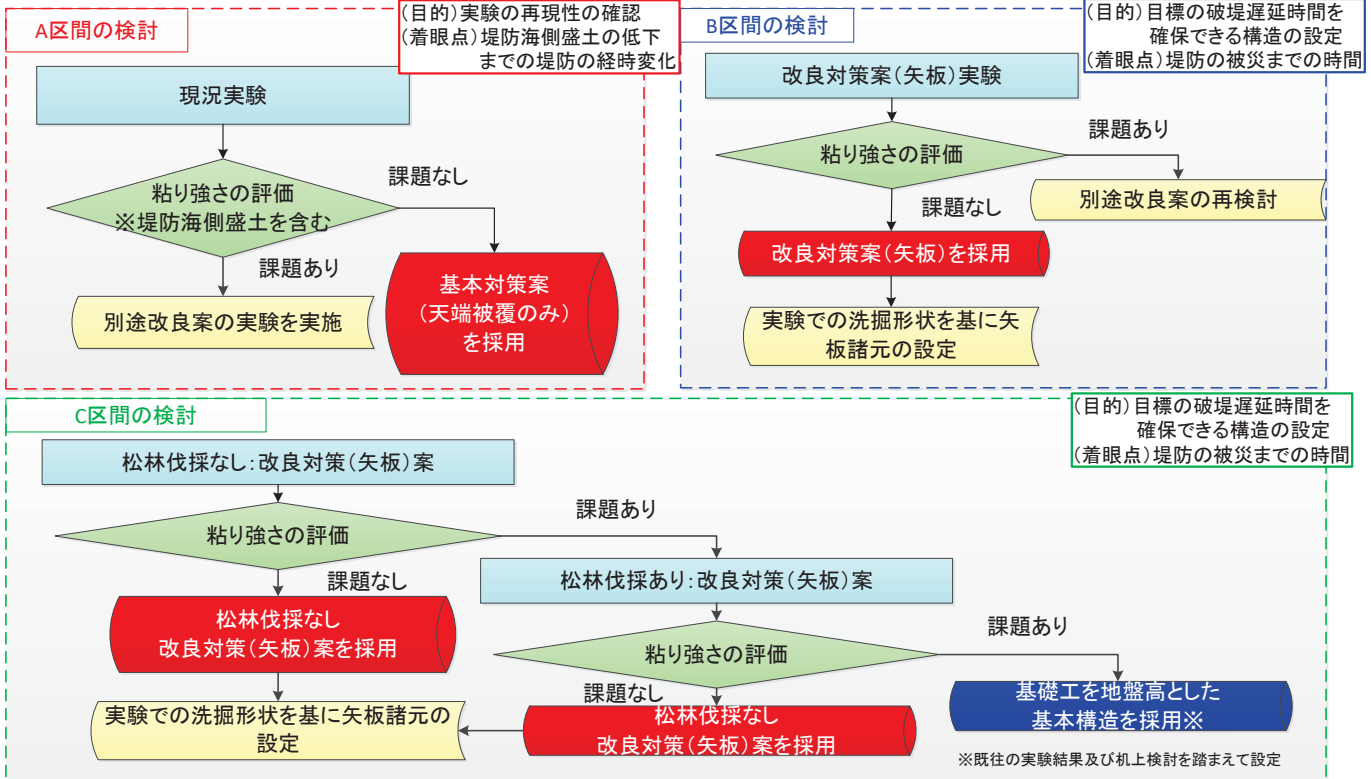 A区間の検討
(目的)実験の再現性の確認
(着眼点)堤防海側盛土の低下
までの堤防の経時変化
現況実験
粘り強さの評価
※堤防海側盛土を含む
課題なし
課題あり
別途改良案の実験を実施
基本対策案
(天端被覆のみ)
を採用
B区間の検討
(目的)目標の破堤遅延時間を
確保できる構造の設定
(着眼点)堤防の被災までの時間
改良対策案(矢板)実験
粘り強さの評価
課題あり
別途改良案の再検討
課題なし
改良対策案(矢板)を採用
実験での洗掘形状を基に矢
板諸元の設定
C区間の検討
(目的)目標の破堤遅延時間を
確保できる構造の設定
(着眼点)堤防の被災までの時間
松林伐採なし:改良対策(矢板)案
粘り強さの評価
課題あり
課題なし
松林伐採なし
改良対策(矢板)案を採用
実験での洗掘形状を基に矢板諸元の
設定
松林伐採あり:改良対策(矢板)案
粘り強さの評価
課題あり
課題なし
松林伐採なし
改良対策(矢板)案を採用
基礎工を地盤高とした
基本構造を採用※
※既往の実験結果及び机上検討を踏まえて設定